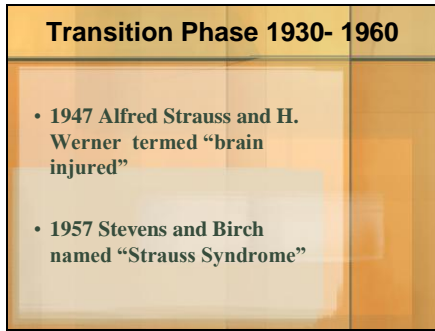 Transition Phase 1930- 1960
• 1947 Alfred Strauss and H.
Werner termed “brain
injured”
• 1957 Stevens and Birch
named “Strauss Syndrome”